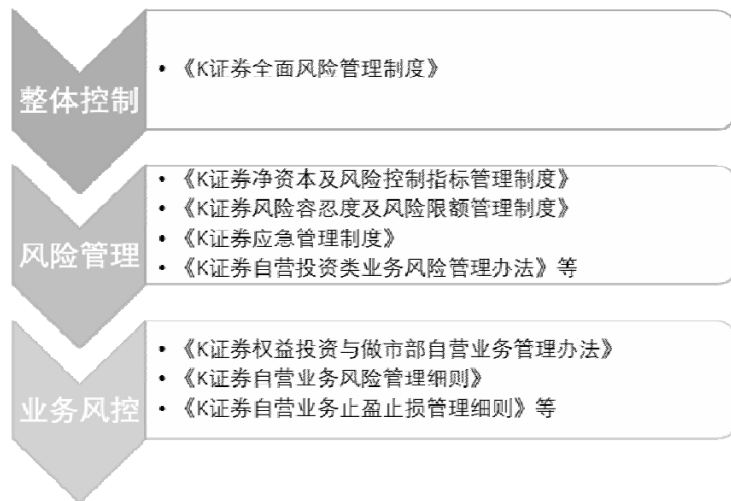 整体控制
• 《K证券全面风险管理制度》
风险管理
• 《K证券净资本及风险控制指标管理制度》
• 《K证券风险容忍度及风险限额管理制度》
• 《K证券应急管理制度》
• 《K证券自营投资类业务风险管理办法》等
业务风控
• 《K证券权益投资与做市部自营业务管理办法》
• 《K证券自营业务风险管理细则》
• 《K证券自营业务止盈止损管理细则》等